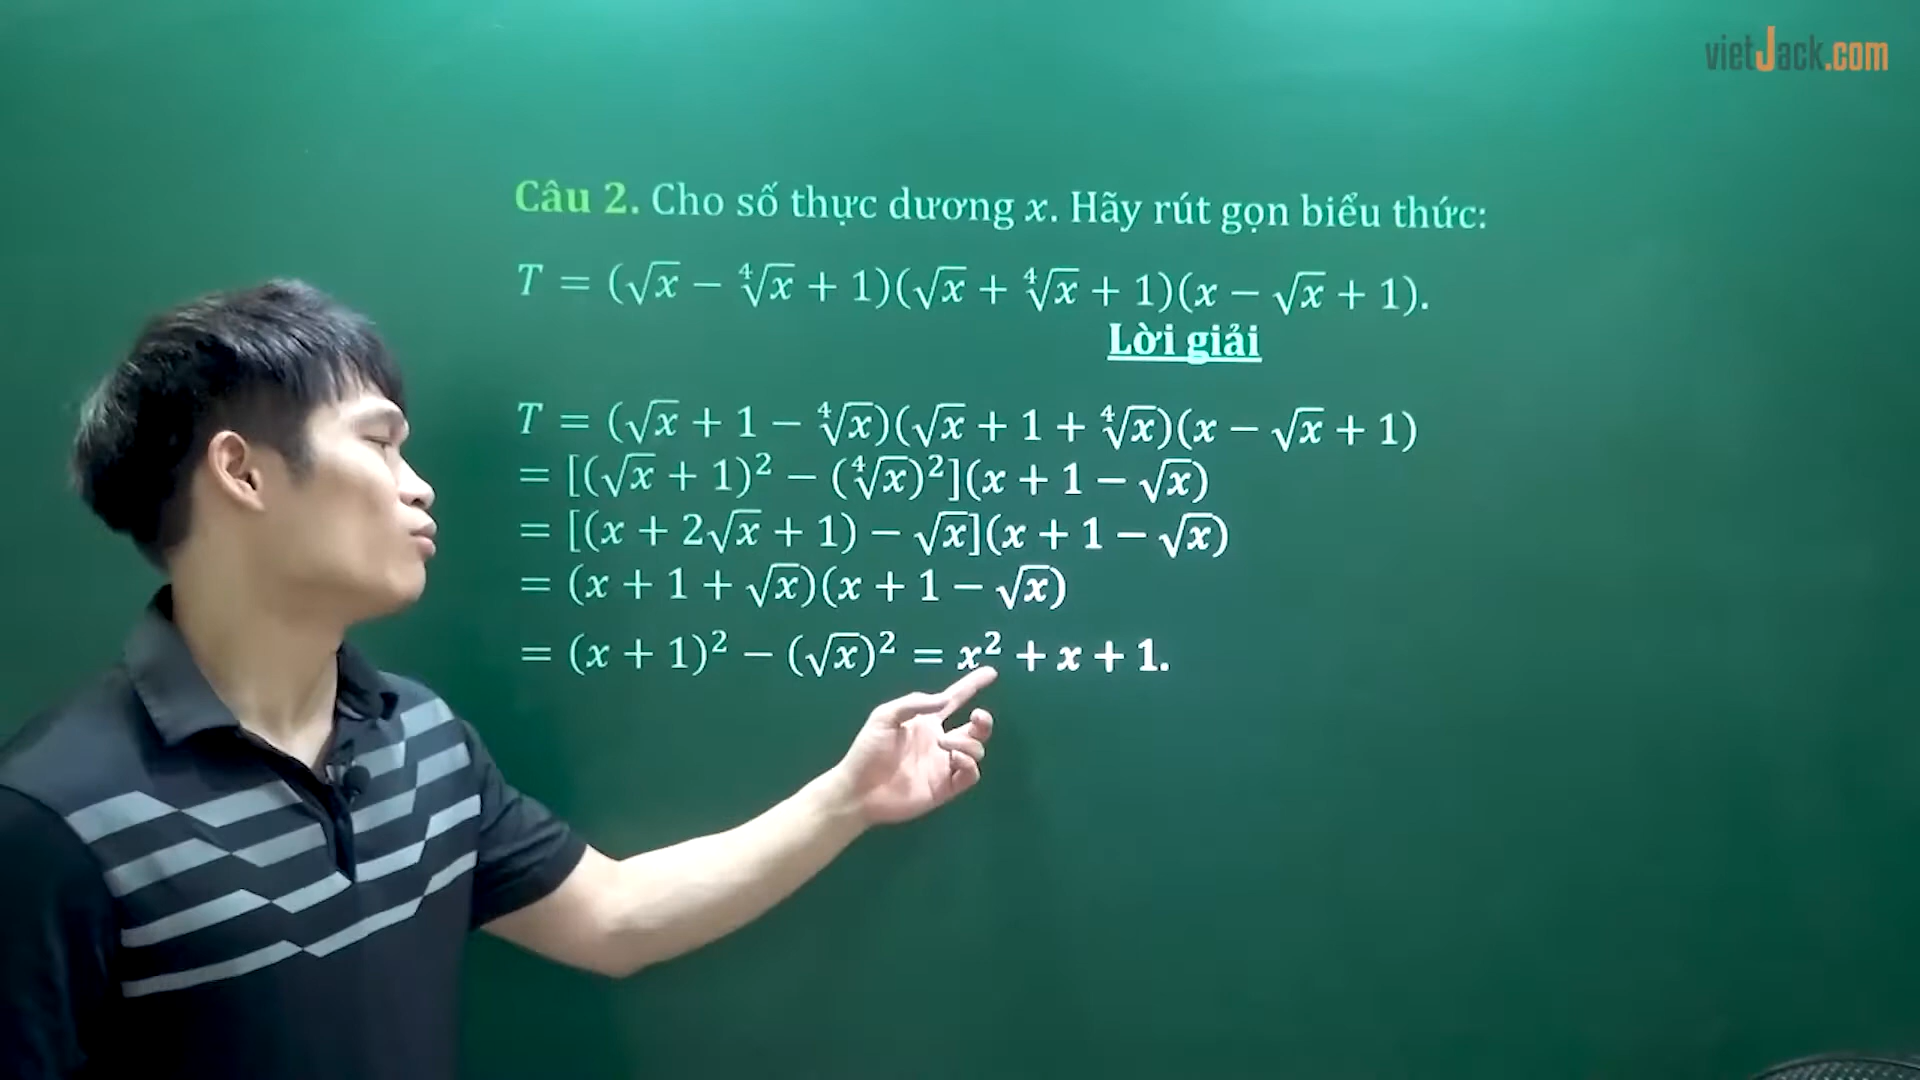 vietJack.com
Câu 2. Cho số thực dương x. Hãy rút gọn biểu thức:
T = (√x − ∜x + 1)(√x + ∜x + 1)(x − √x + 1).
Lời giải
T = (√x + 1 − ∜x)(√x + 1 + ∜x)(x − √x + 1)
= [(√x + 1)² − (∜x)²](x + 1 − √x)
= [(x + 2√x + 1) − √x](x + 1 − √x)
= (x + 1 + √x)(x + 1 − √x)
= (x + 1)² − (√x)² = x² + x + 1.